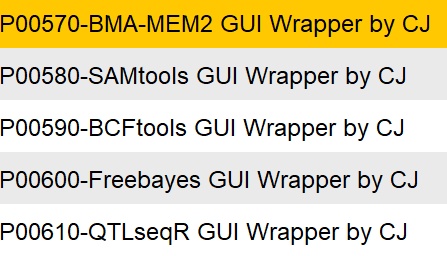 P00570-BMA-MEM2 GUI Wrapper by CJ
P00580-SAMtools GUI Wrapper by CJ
P00590-BCFtools GUI Wrapper by CJ
P00600-Freebayes GUI Wrapper by CJ
P00610-QTLseqR GUI Wrapper by CJ